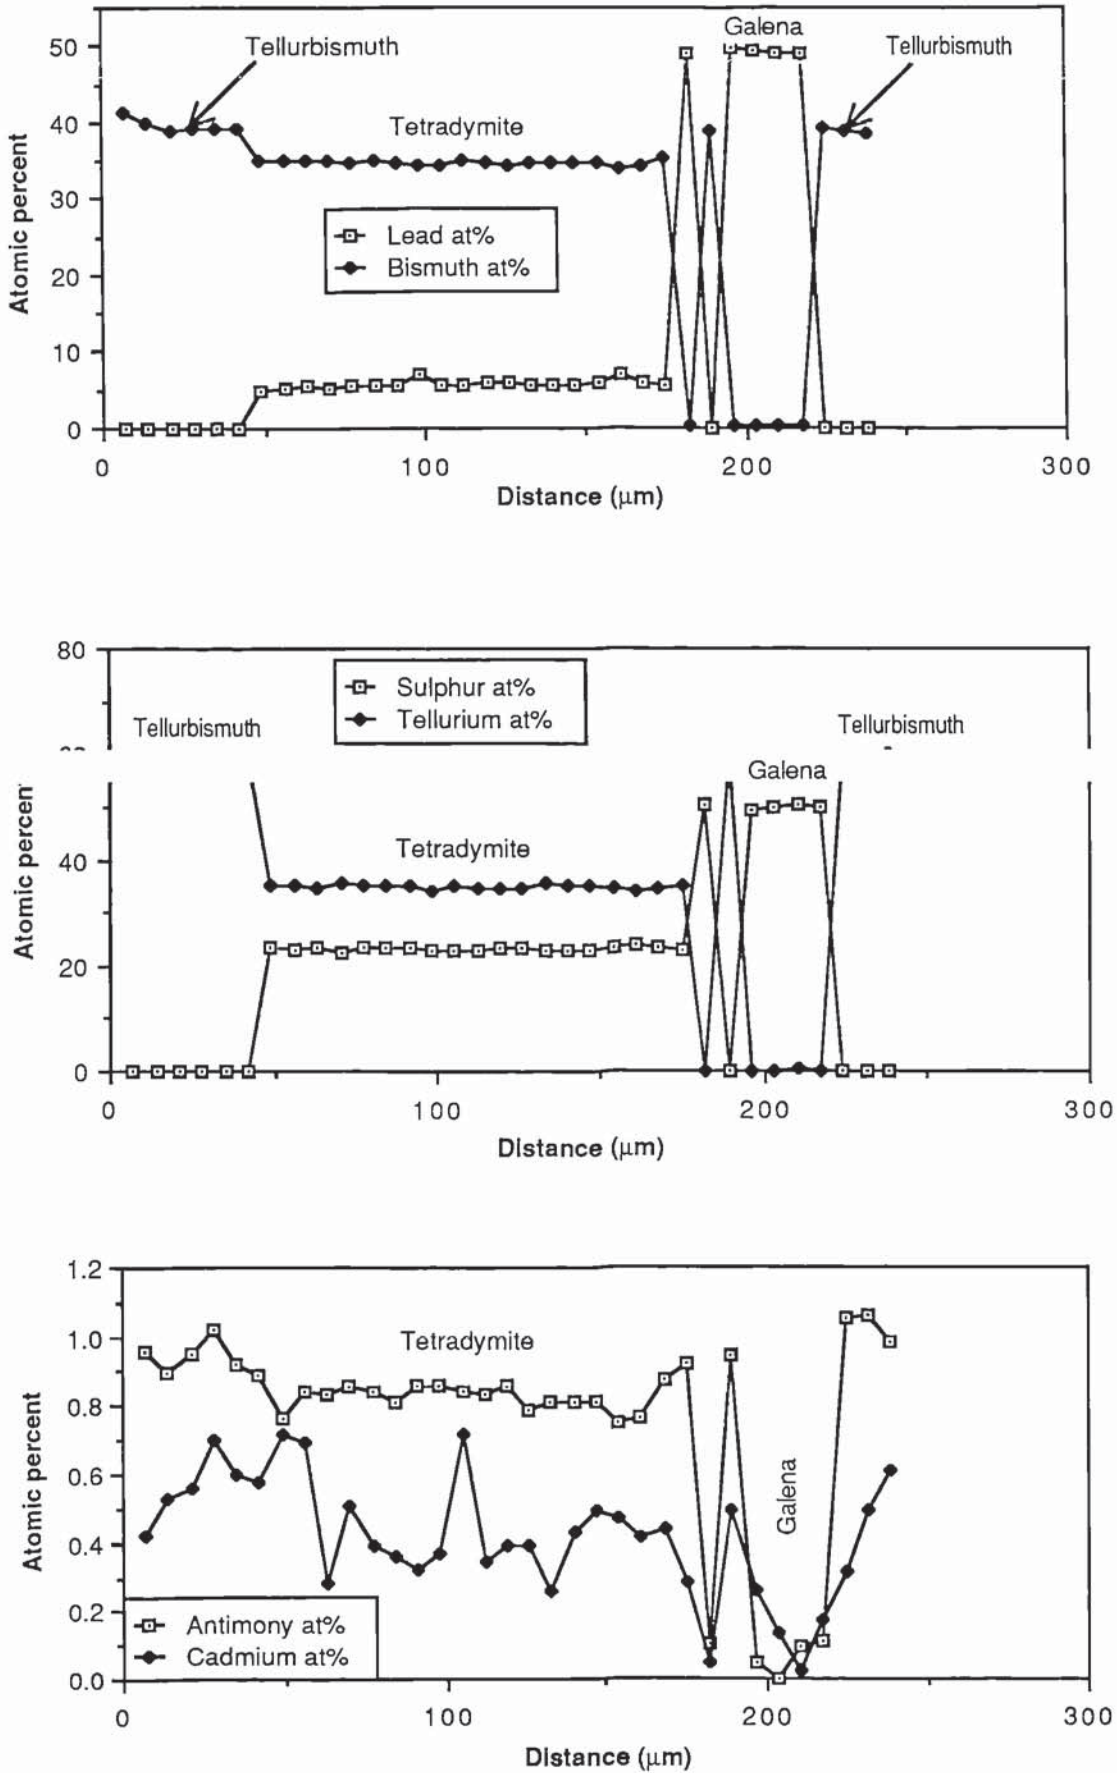 Galena
50
Tellurbismuth
Tellurbismuth
40
Tetradymite
30
Lead at%
Bismuth at%
20
10
0
Atomic percent
0 100 200 300
Distance (µm)
80
Sulphur at%
Tellurium at%
Tellurbismuth
Tellurbismuth
Galena
Tetradymite
40
20
0
Atomic percen
0 100 200 300
Distance (µm)
1.2
1.0
Tetradymite
0.8
0.6
Galena
0.4
0.2
Antimony at%
Cadmium at%
0.0
Atomic percent
0 100 200 300
Distance (µm)